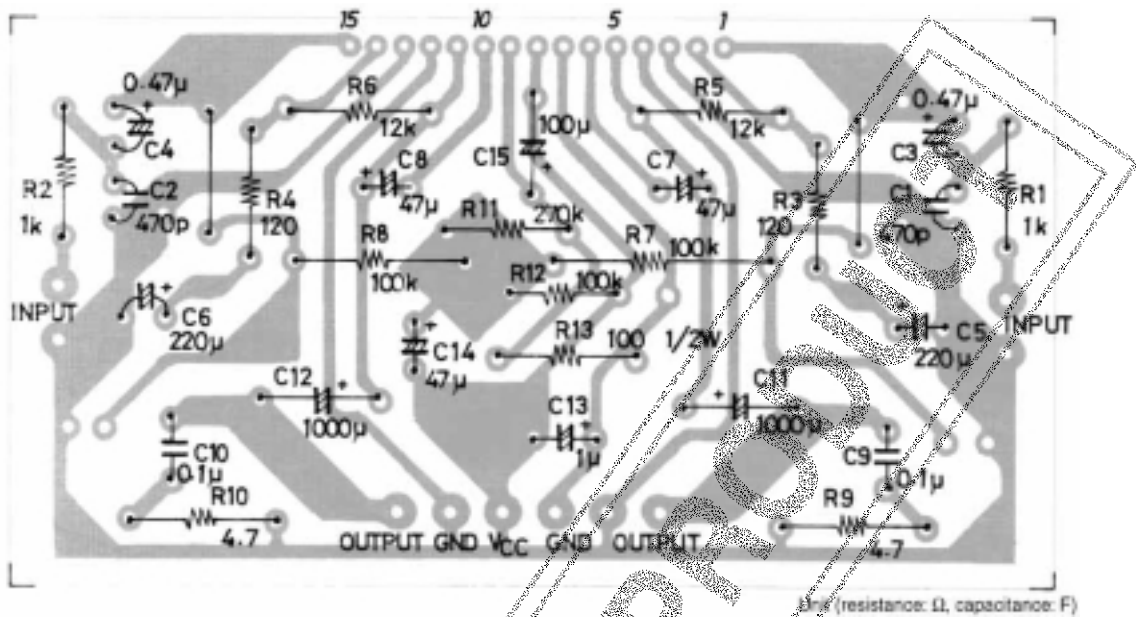 15 10 5 1
0.47µ R6 R5 0.47µ
12k 100µ 12k
C4 C8 C15 C7 C3
R2 C2 R4 47µ R11 270k 47µ R3 C1 R1
1k 470p 120 R8 R7 100k 120 470p 1k
100k R12 100k
INPUT C6 R13 100 1/2W C5 INPUT
220µ C14 220µ
C12 47µ C11
1000µ C13 1000µ
C10 1µ C9
0.1µ 0.1µ
R10 R9
4.7 OUTPUT GND VCC GND OUTPUT 4.7
PRODUCT
Unit (resistance: Ω, capacitance: F)